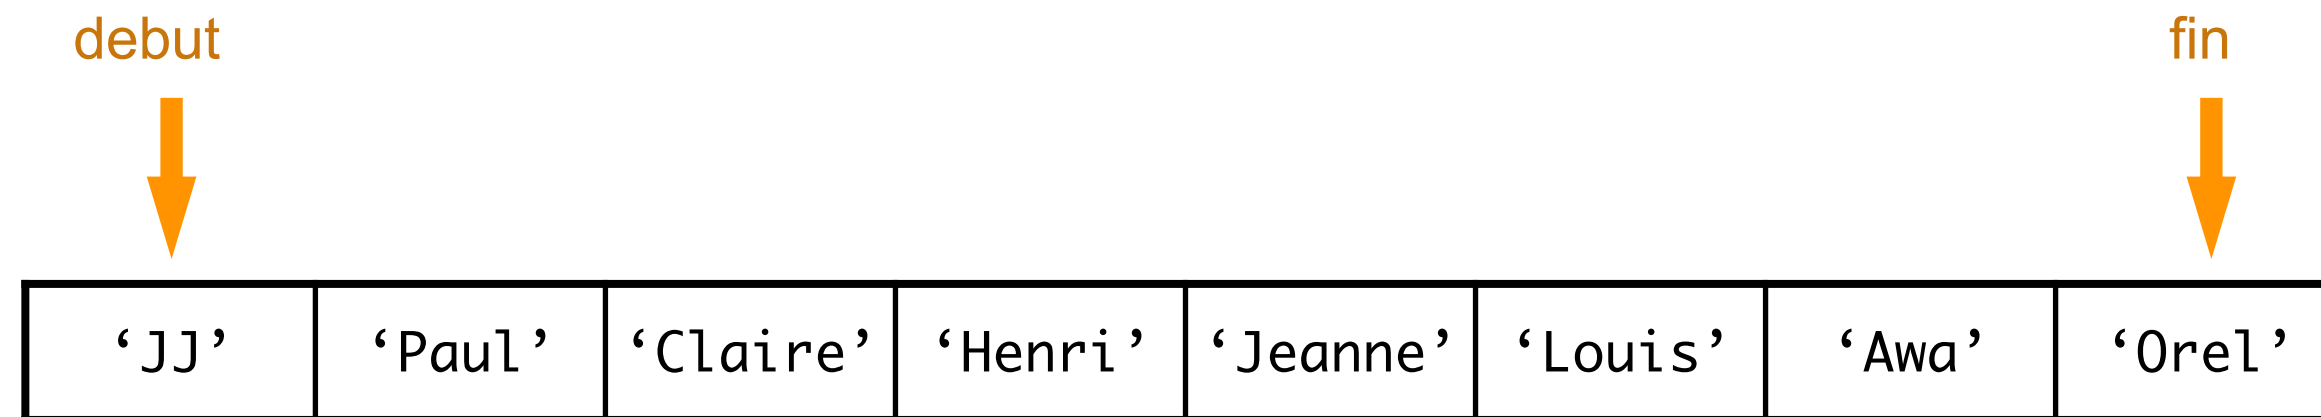 debut fin
‘JJ’ ‘Paul’ ‘Claire’ ‘Henri’ ‘Jeanne’ ‘Louis’ ‘Awa’ ‘Orel’